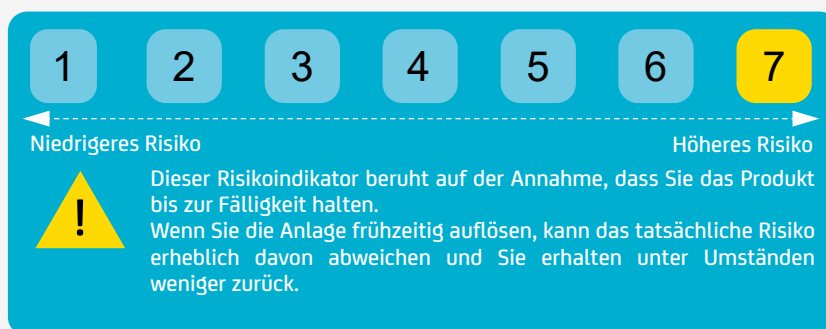 1 2 3 4 5 6 7
Niedrigeres Risiko Höheres Risiko
!
Dieser Risikoindikator beruht auf der Annahme, dass Sie das Produkt
bis zur Fälligkeit halten.
Wenn Sie die Anlage frühzeitig auflösen, kann das tatsächliche Risiko
erheblich davon abweichen und Sie erhalten unter Umständen
weniger zurück.